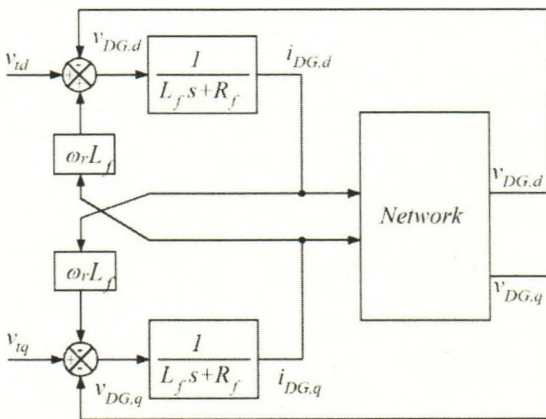 v_{DG,d}
v_{td}
+
-
+
1
L_f s+R_f
i_{DG,d}
ω_r L_f
Network
v_{DG,d}
v_{DG,q}
ω_r L_f
v_{tq}
+
-
-
1
L_f s+R_f
i_{DG,q}
v_{DG,q}